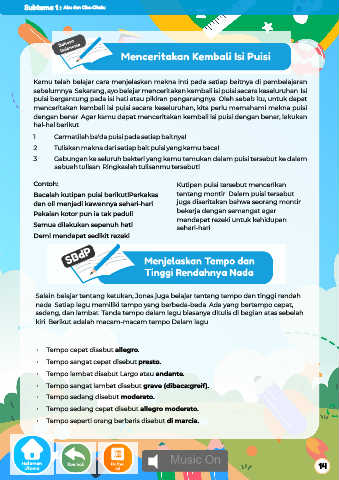 Subtema 1 : Aku dan Cita-Citaku
Bahasa
Indonesia
Menceritakan Kembali Isi Puisi
Kamu telah belajar cara menjelaskan makna inti pada setiap baitnya di pembelajaran
sebelumnya. Sekarang, ayo belajar menceritakan kembali isi puisi secara keseluruhan. Isi
puisi bergantung pada isi hati atau pikiran pengarangnya. Oleh sebab itu, untuk dapat
menceritakan kembali isi puisi secara keseluruhan, kita perlu memahami makna puisi
dengan benar. Agar kamu dapat menceritakan kembali isi puisi dengan benar, lakukan
hal-hal berikut
1 Cermatilah ba'da puisi pada setiap baitnya!
2 Tuliskan makna dari setiap bait puisi yang kamu baca!
3 Gabungan ke seluruh bekteri yang kamu temukan dalam puisi tersebut ke dalam
sebuah tulisan. Ringkaslah tulisanmu tersebut!
Contoh:
Bacalah kutipan puisi berikut!Perkakas
dan oli menjadi kawannya sehari-hari
Pakaian kotor pun ia tak peduli
Semua dilakukan sepenuh hati
Demi mendapat sedikit rezeki
Kutipan puisi tersebut mencarikan
tentang montir. Dalam puisi tersebut
juga diseritakan bahwa seorang montir
bekerja dengan semangat agar
mendapat rezeki untuk kehidupan
sehari-hari
SBdP
Menjelaskan Tempo dan
Tinggi Rendahnya Nada
Selain belajar tentang ketukan, Jonas juga belajar tentang tempo dan tinggi rendah
nada. Setiap lagu memiliki tempo yang berbeda-beda. Ada yang bertempo cepat,
sedang, dan lambat. Tanda tempo dalam lagu biasanya ditulis di bagian atas sebelah
kiri. Berikut adalah macam-macam tempo Dalam lagu
• Tempo cepat disebut allegro.
• Tempo sangat cepat disebut presto.
• Tempo lambat disebut Largo atau andante.
• Tempo sangat lambat disebut grave (dibaca:greif).
• Tempo sedang disebut moderato.
• Tempo sedang cepat disebut allegro moderato.
• Tempo seperti orang berbaris disebut di marcia.
Halaman
Utama
Music On
14